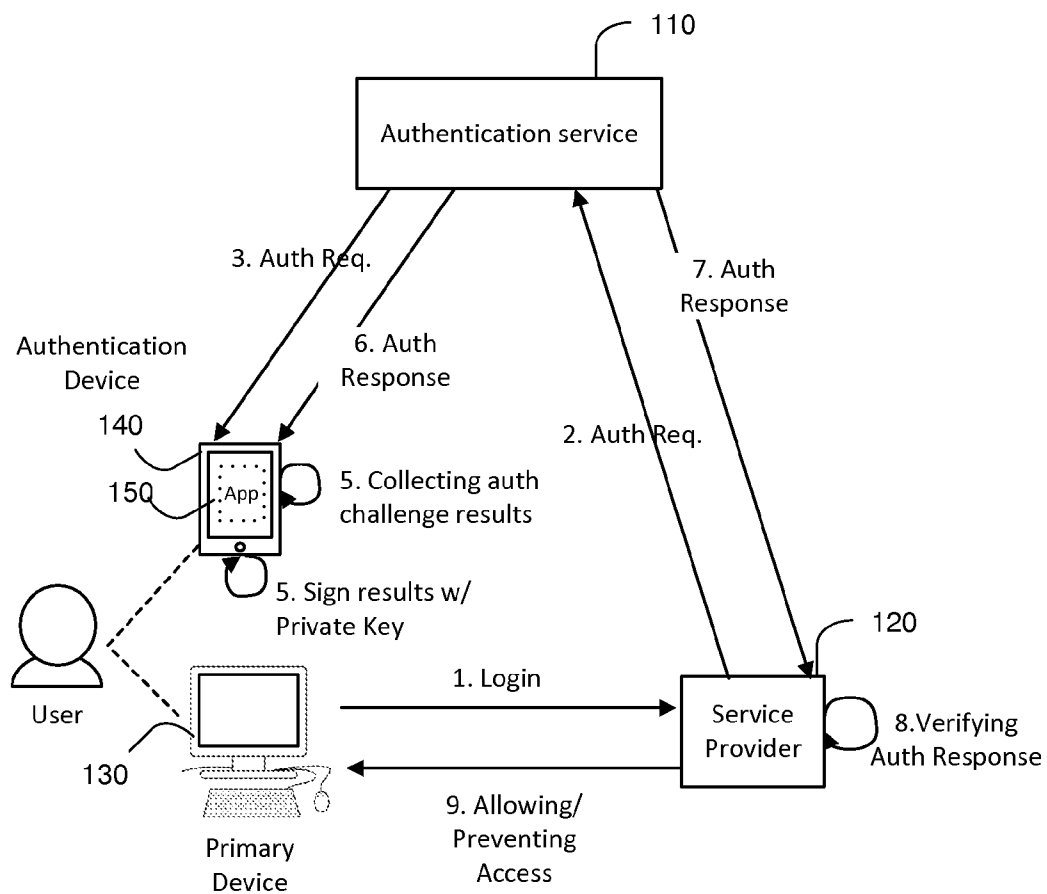 110
Authentication service
3. Auth Req.
7. Auth
Response
6. Auth
Response
Authentication
Device
140
2. Auth Req.
150
App
5. Collecting auth
challenge results
5. Sign results w/
Private Key
120
1. Login
User
Service
Provider
8.Verifying
Auth Response
130
9. Allowing/
Preventing
Access
Primary
Device